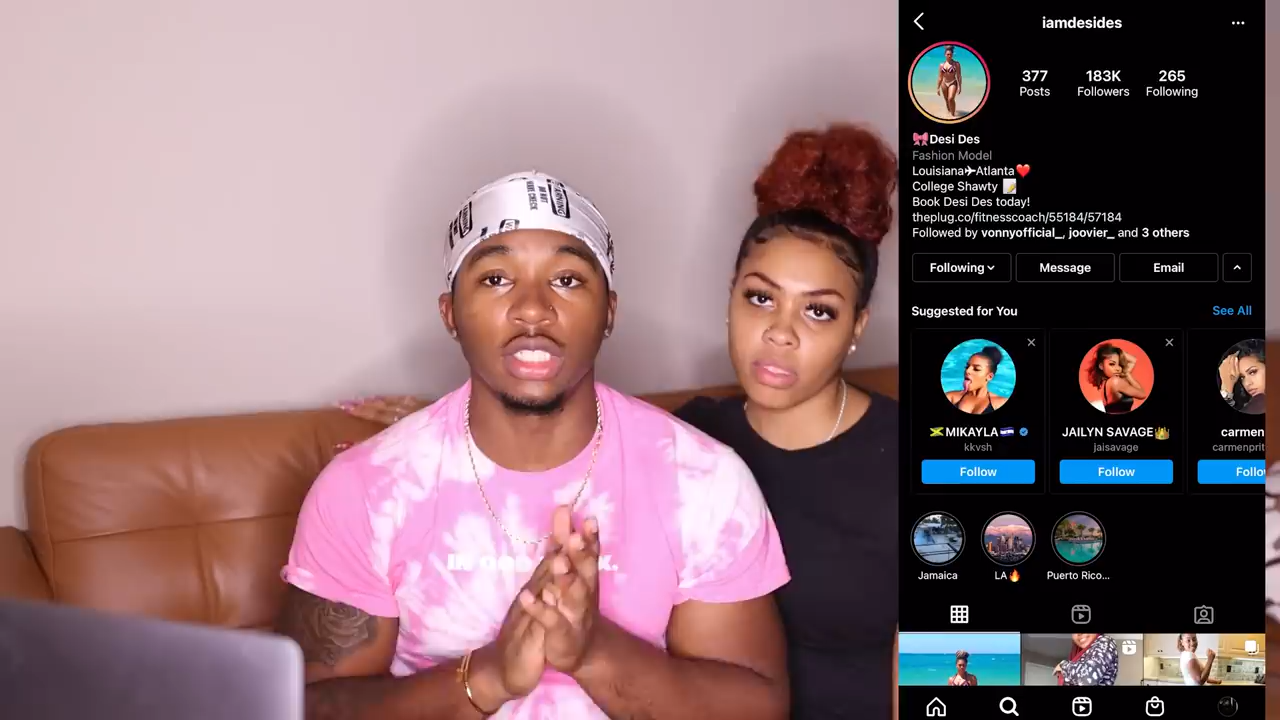 iamdesides
377
183K
265
Posts
Followers
Following
Desi Des
Fashion Model
Louisiana✈Atlanta❤️
College Shawty 📝
Book Desi Des today!
theplug.co/fitnesscoach/55184/57184
Followed by vonnyofficial_, joovier_ and 3 others
Following
Message
Email
Suggested for You
See All
MIKAYLA
JAILYN SAVAGE
carmen
kkvsh
jaisavage
carmenprit
Follow
Follow
Follo
Jamaica
LA🔥
Puerto Rico...